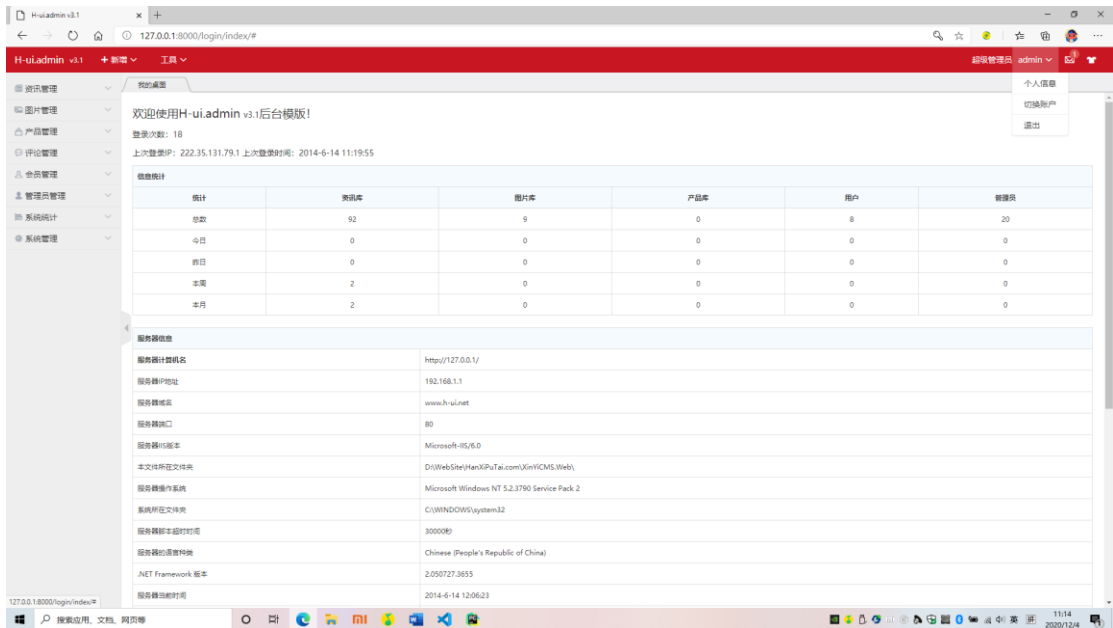 H-ui.admin v3.1
127.0.0.1:8000/login/index/#
H-ui.admin v3.1 + 新增 工具 超级管理员 admin 1
个人信息
切换账户
退出
资讯管理
图片管理
产品管理
评论管理
会员管理
管理员管理
系统统计
系统管理
我的桌面
欢迎使用H-ui.admin v3.1后台模版!
登录次数: 18
上次登录IP: 222.35.131.79.1 上次登录时间: 2014-6-14 11:19:55
信息统计
统计 资讯库 图片库 产品库 用户 管理员
总数 92 9 0 8 20
今日 0 0 0 0 0
昨日 0 0 0 0 0
本周 2 0 0 0 0
本月 2 0 0 0 0
服务器信息
服务器计算机名 http://127.0.0.1/
服务器IP地址 192.168.1.1
服务器域名 www.h-ui.net
服务器端口 80
服务器IIS版本 Microsoft-IIS/6.0
本文件所在文件夹 D:\WebSite\HanXiPuTai.com\XinYiCMS.Web\
服务器操作系统 Microsoft Windows NT 5.2.3790 Service Pack 2
系统所在文件夹 C:\WINDOWS\system32
服务器脚本超时时间 30000秒
服务器的语言种类 Chinese (People's Republic of China)
.NET Framework 版本 2.050727.3655
服务器当前时间 2014-6-14 12:06:23
127.0.0.1:8000/login/index/#
搜索应用、文档、网页等
英
拼
11:14
2020/12/4